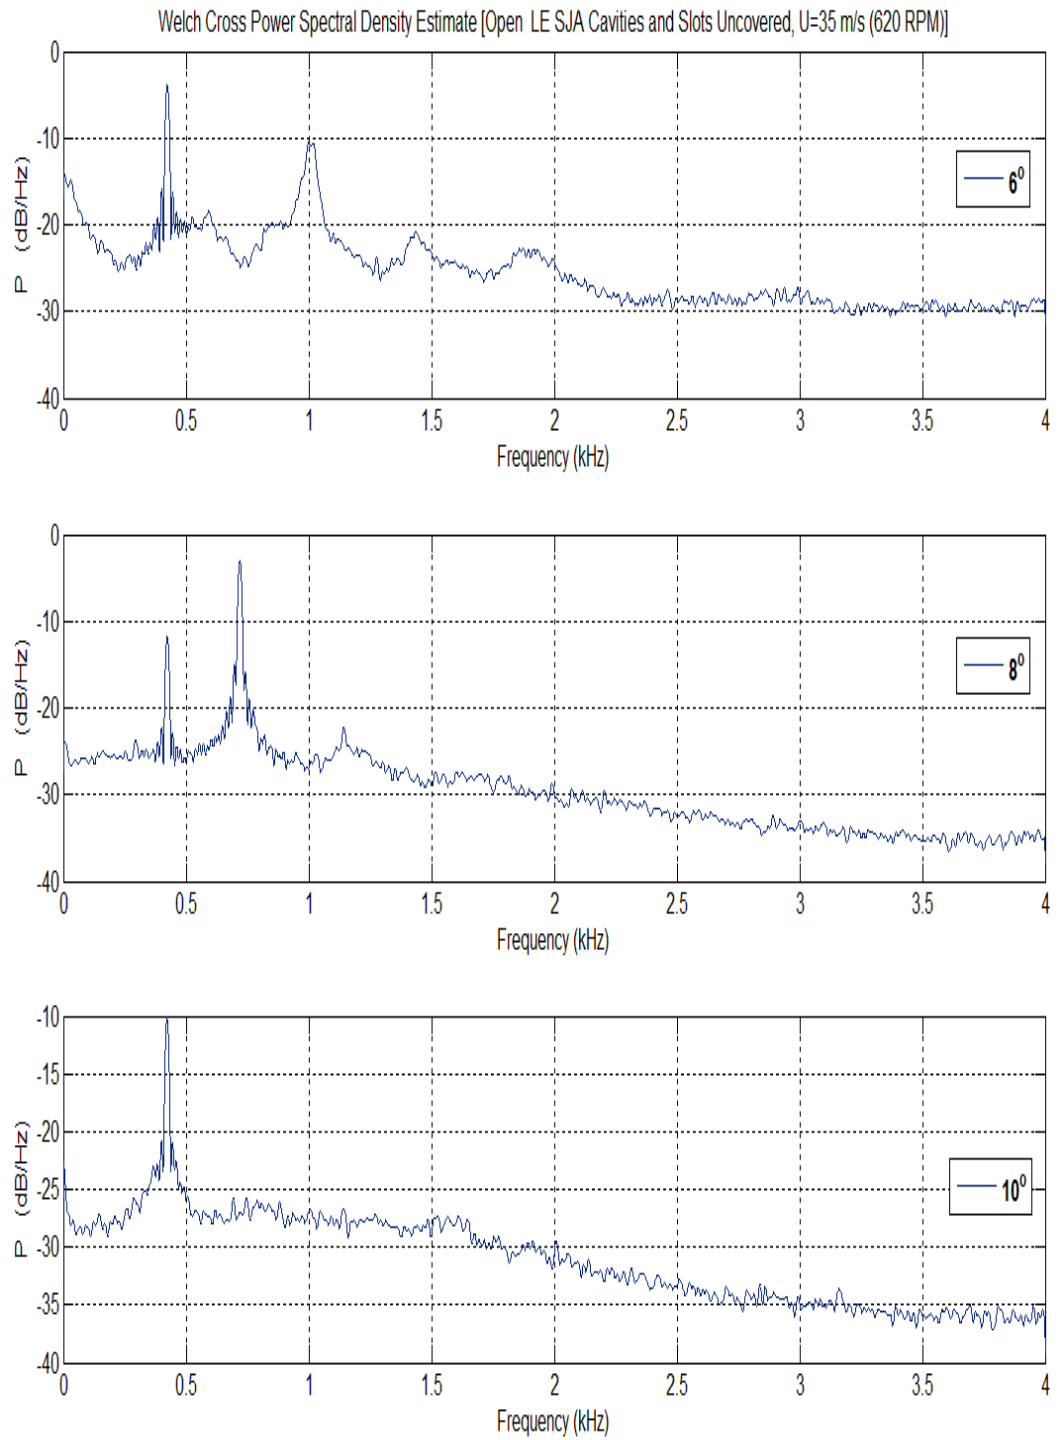 Welch Cross Power Spectral Density Estimate [Open LE SJA Cavities and Slots Uncovered, U=35 m/s (620 RPM)]
0
-10
-20
-30
-40
P (dB/Hz)
6⁰
0 0.5 1 1.5 2 2.5 3 3.5 4
Frequency (kHz)
0
-10
-20
-30
-40
P (dB/Hz)
8⁰
0 0.5 1 1.5 2 2.5 3 3.5 4
Frequency (kHz)
-10
-15
-20
-25
-30
-35
-40
P (dB/Hz)
10⁰
0 0.5 1 1.5 2 2.5 3 3.5 4
Frequency (kHz)